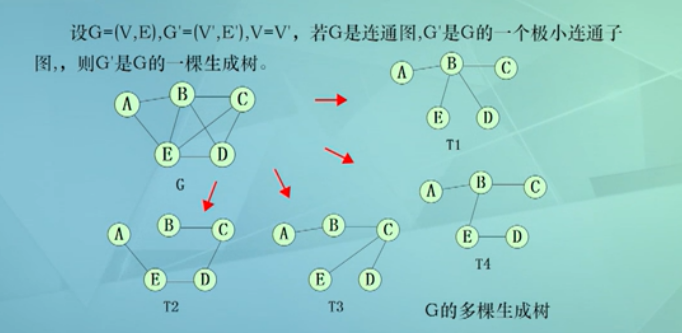 设G=(V,E),G′=(V′,E′),V=V′，若G是连通图,G′是G的一个极小连通子
图,，则G′是G的一棵生成树。
A B C
E D
G
A B C
E D
T1
A B C
E D
T4
A B C
E D
T2
A B C
E D
T3
G的多棵生成树